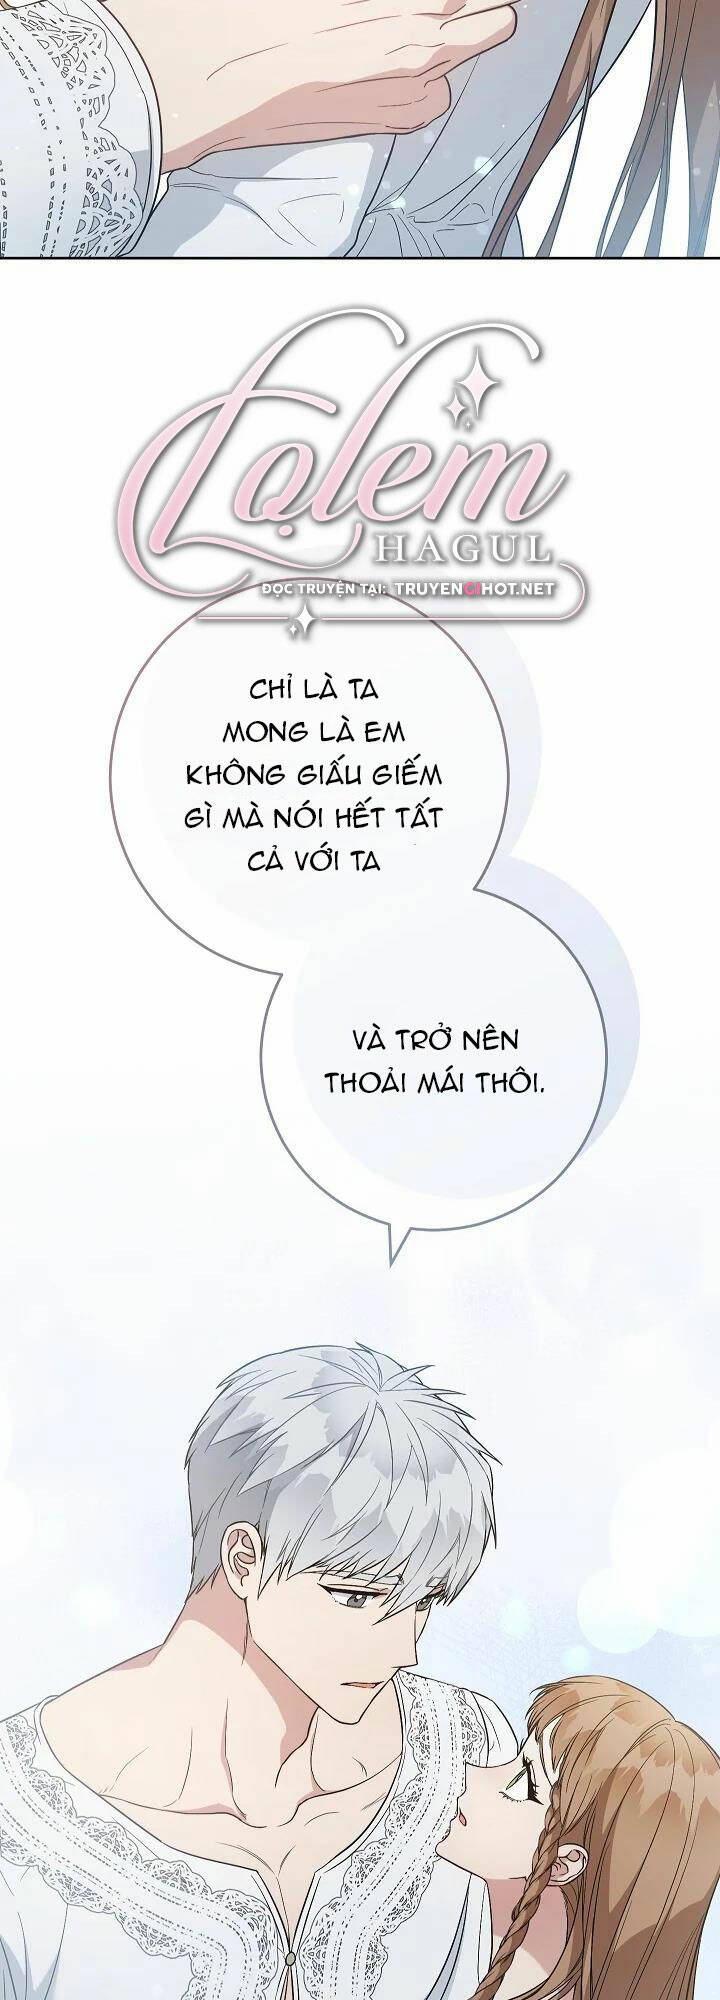 Lọlem
HAGUL
ĐỌC TRUYỆN TẠI: TRUYENGIHOT.NET
CHỈ LÀ TA
MONG LÀ EM
KHÔNG GIẤU GIẾM
GÌ MÀ NÓI HẾT TẤT
CẢ VỚI TA
VÀ TRỞ NÊN
THOẢI MÁI THÔI.